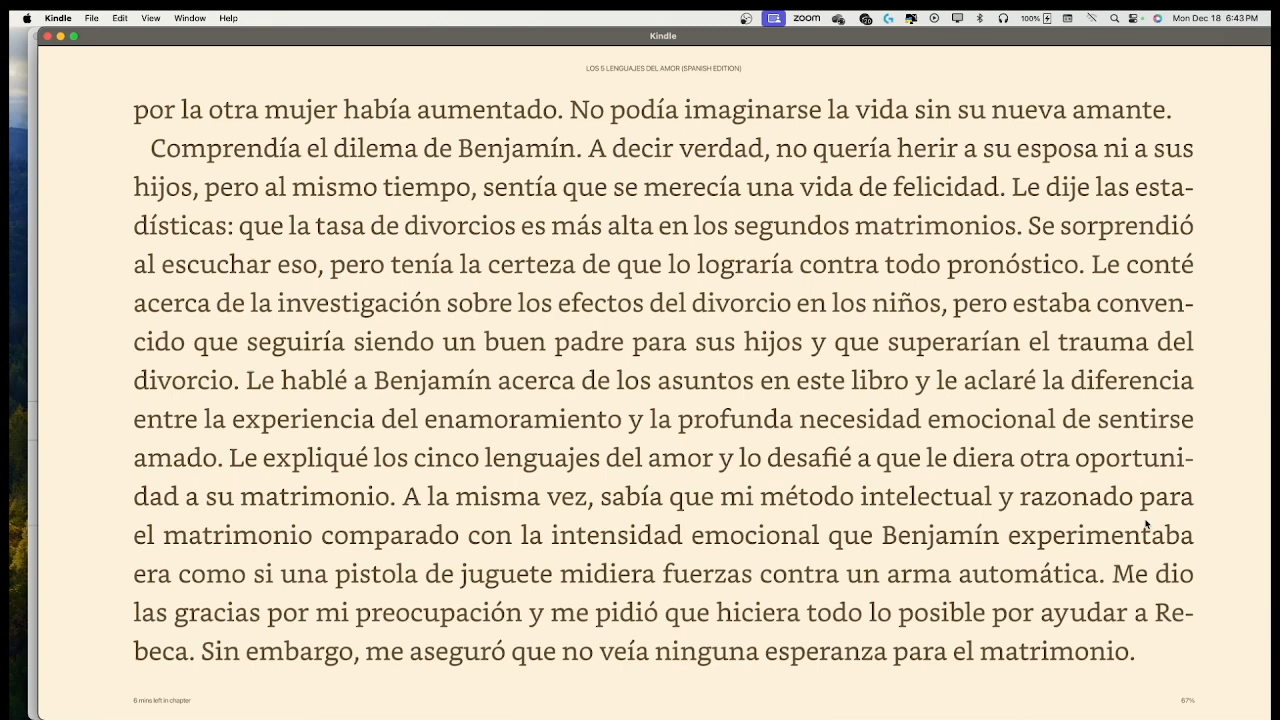 Kindle File Edit View Window Help zoom 100% Mon Dec 18 6:43 PM
Kindle
LOS 5 LENGUAJES DEL AMOR (SPANISH EDITION)
por la otra mujer había aumentado. No podía imaginarse la vida sin su nueva amante.
Comprendía el dilema de Benjamín. A decir verdad, no quería herir a su esposa ni a sus
hijos, pero al mismo tiempo, sentía que se merecía una vida de felicidad. Le dije las esta-
dísticas: que la tasa de divorcios es más alta en los segundos matrimonios. Se sorprendió
al escuchar eso, pero tenía la certeza de que lo lograría contra todo pronóstico. Le conté
acerca de la investigación sobre los efectos del divorcio en los niños, pero estaba conven-
cido que seguiría siendo un buen padre para sus hijos y que superarían el trauma del
divorcio. Le hablé a Benjamín acerca de los asuntos en este libro y le aclaré la diferencia
entre la experiencia del enamoramiento y la profunda necesidad emocional de sentirse
amado. Le expliqué los cinco lenguajes del amor y lo desafié a que le diera otra oportuni-
dad a su matrimonio. A la misma vez, sabía que mi método intelectual y razonado para
el matrimonio comparado con la intensidad emocional que Benjamín experimentaba
era como si una pistola de juguete midiera fuerzas contra un arma automática. Me dio
las gracias por mi preocupación y me pidió que hiciera todo lo posible por ayudar a Re-
beca. Sin embargo, me aseguró que no veía ninguna esperanza para el matrimonio.
6 mins left in chapter
67%